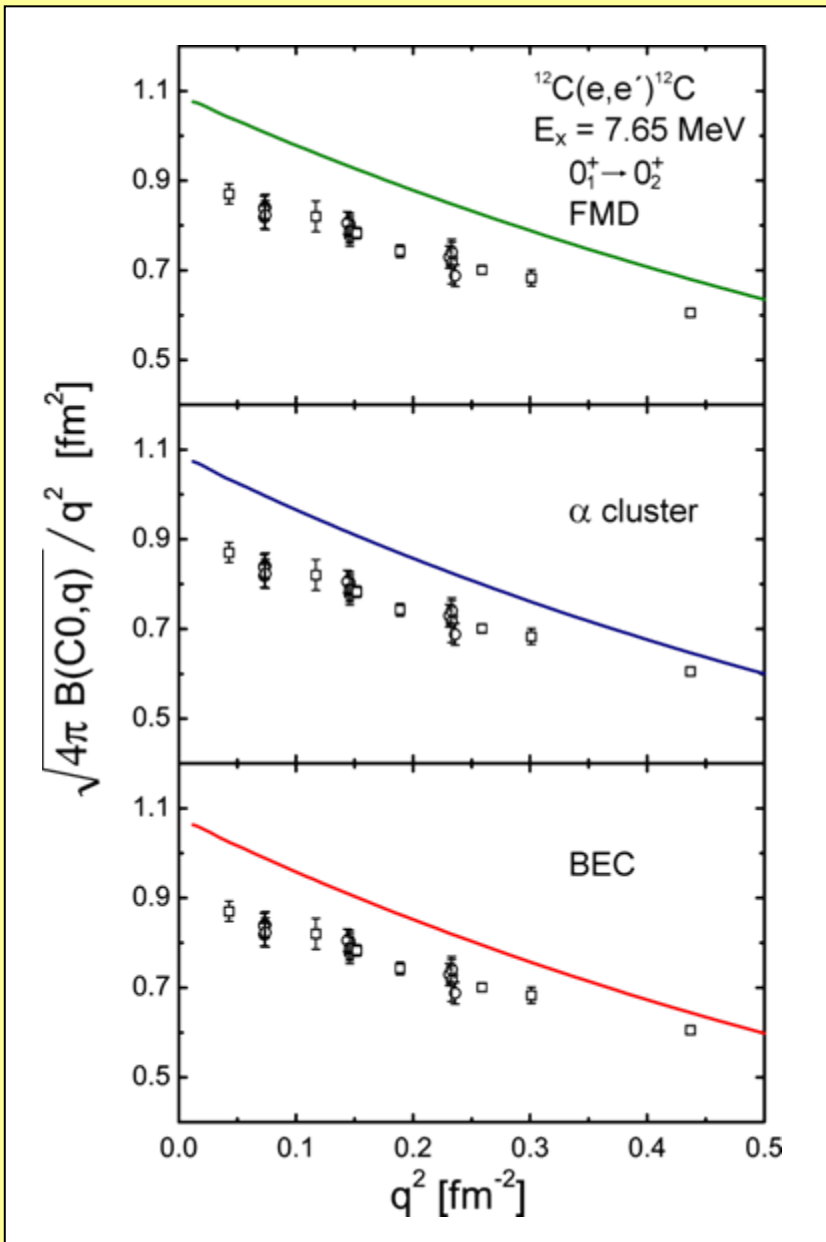 ¹²C(e,e´)¹²C
Eₓ = 7.65 MeV
0₁⁺→0₂⁺
FMD
1.1
0.9
0.7
0.5
α cluster
1.1
0.9
0.7
0.5
BEC
1.1
0.9
0.7
0.5
0.0 0.1 0.2 0.3 0.4 0.5
q² [fm⁻²]
√4π B(C0,q) / q² [fm²]